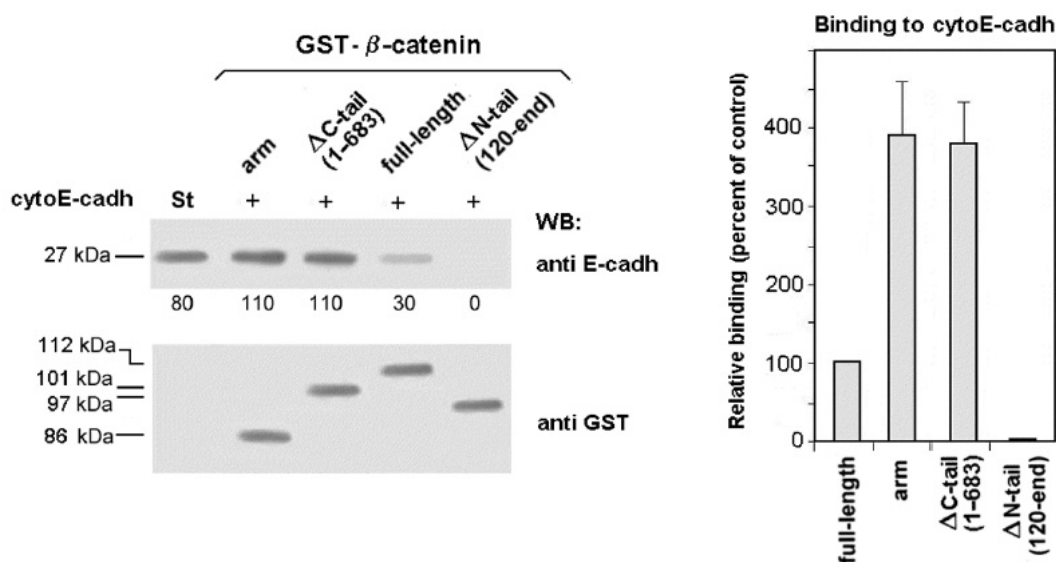 GST- β-catenin
arm
ΔC-tail
(1–683)
full-length
ΔN-tail
(120-end)
cytoE-cadh St + + + +
WB:
27 kDa
anti E-cadh
80 110 110 30 0
112 kDa
101 kDa
97 kDa
86 kDa
anti GST
Binding to cytoE-cadh
Relative binding (percent of control)
400
300
200
100
0
full-length
arm
ΔC-tail
(1–683)
ΔN-tail
(120-end)